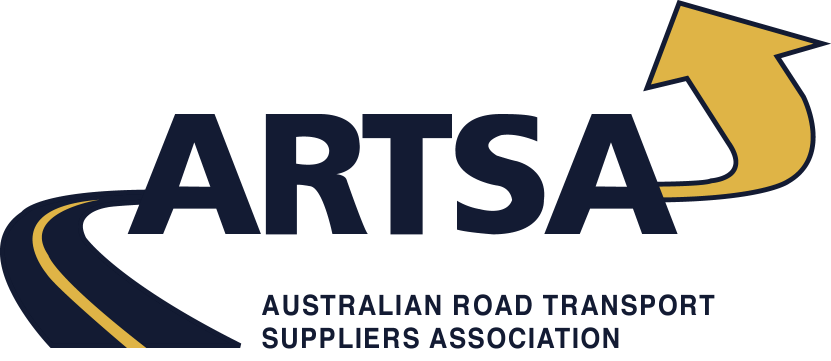 ARTSA
AUSTRALIAN ROAD TRANSPORT
SUPPLIERS ASSOCIATION